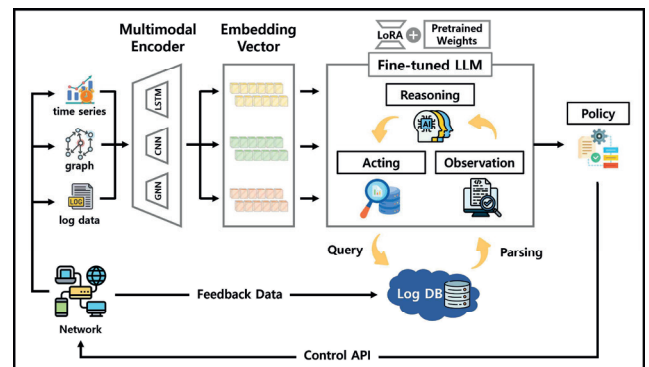 Multimodal
Encoder
Embedding
Vector
LoRA
Pretrained
Weights
Fine-tuned LLM
time series
graph
LOG
log data
LSTM
CNN
GNN
Reasoning
AI
Acting
Observation
Policy
Query
Parsing
Log DB
Network
Feedback Data
Control API